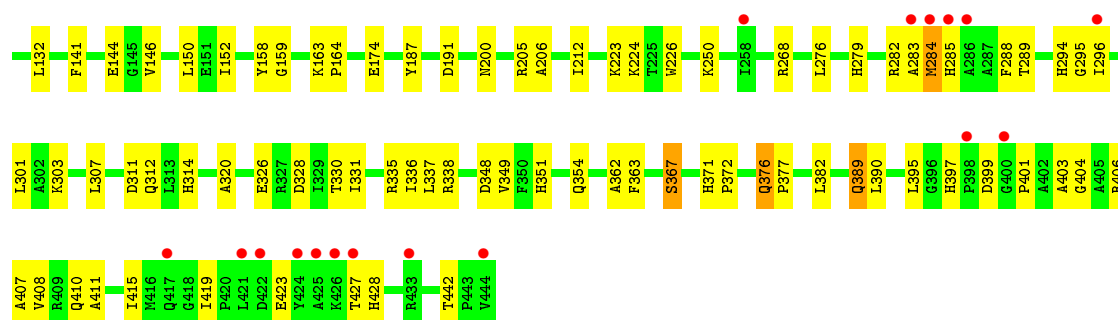 L132 F141 E144 G145 V146 L150 E151 I152 Y158 G159 K163 P164 E174 Y187 D191 N200 R205 A206 I212 K223 K224 T225 W226 K250 I258 R268 L276 H279 R282 A283 M284 H285 A286 A287 F288 T289 H294 G295 I296
L301 A302 K303 L307 D311 Q312 L313 H314 A320 E326 R327 D328 I329 T330 I331 R335 I336 L337 R338 D348 V349 F350 H351 Q354 A362 F363 S367 H371 P372 Q376 P377 L382 Q389 L390 L395 G396 H397 P398 D399 G400 P401 A402 A403 G404 A405 R406
A407 V408 R409 Q410 A411 I415 M416 Q417 G418 I419 P420 L421 D422 E423 Y424 A425 K426 T427 H428 R433 T442 P443 V444